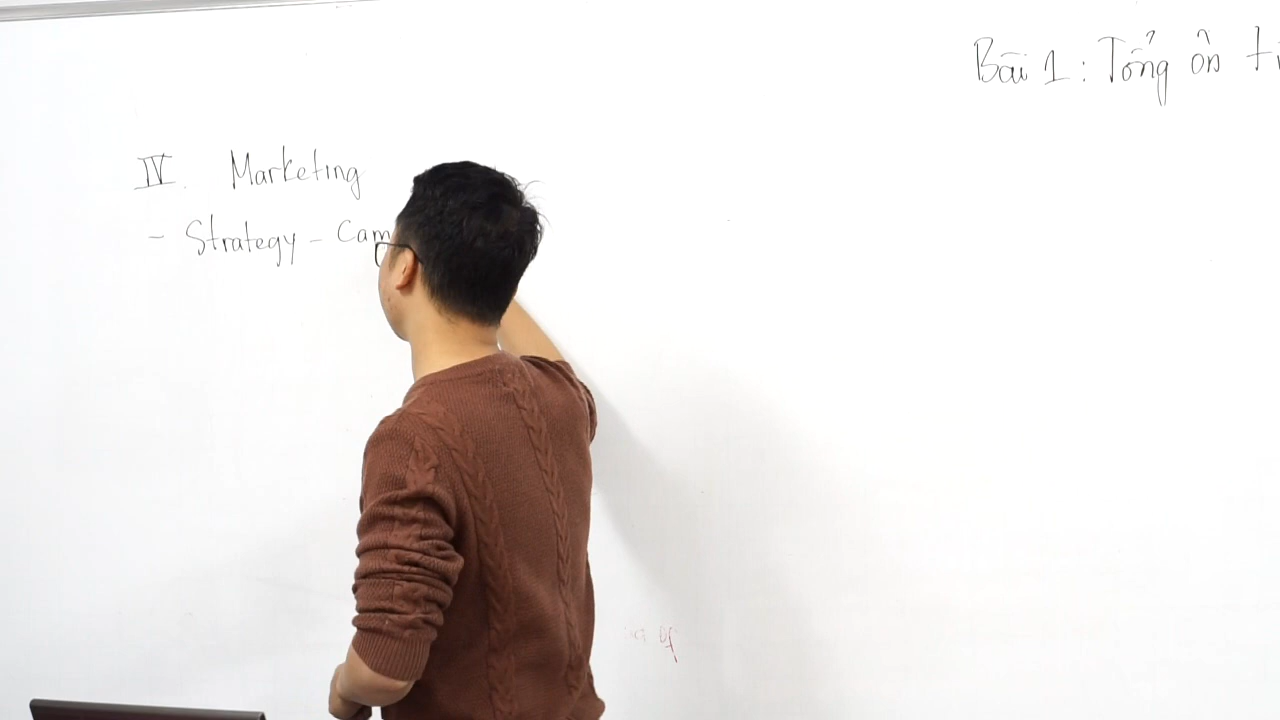 Bài 1: Tổng ôn
IV. Marketing
- Strategy - Cam